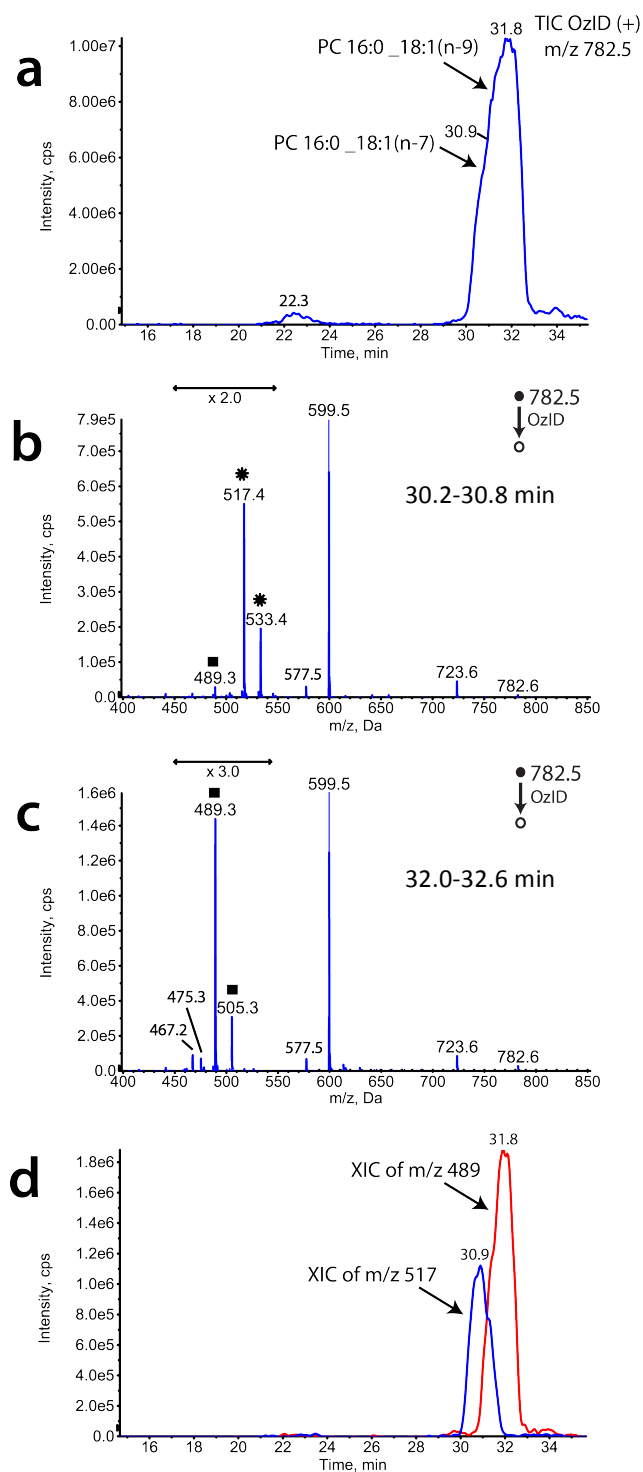 a
TIC OzID (+)
m/z 782.5
31.8
PC 16:0 _18:1(n-9)
30.9
PC 16:0 _18:1(n-7)
22.3
Intensity, cps
1.00e7
8.00e6
6.00e6
4.00e6
2.00e6
0.00
16 18 20 22 24 26 28 30 32 34
Time, min
b
x 2.0
782.5
OzID
30.2-30.8 min
599.5
517.4
533.4
489.3
577.5
723.6
782.6
Intensity, cps
7.9e5
7.0e5
6.0e5
5.0e5
4.0e5
3.0e5
2.0e5
1.0e5
0.0
400 450 500 550 600 650 700 750 800 850
m/z, Da
c
x 3.0
782.5
OzID
32.0-32.6 min
599.5
489.3
505.3
475.3
467.2
577.5
723.6
782.6
Intensity, cps
1.6e6
1.4e6
1.2e6
1.0e6
8.0e5
6.0e5
4.0e5
2.0e5
0.0
400 450 500 550 600 650 700 750 800 850
m/z, Da
d
31.8
XIC of m/z 489
30.9
XIC of m/z 517
Intensity, cps
1.8e6
1.6e6
1.4e6
1.2e6
1.0e6
8.0e5
6.0e5
4.0e5
2.0e5
0.0
16 18 20 22 24 26 28 30 32 34
Time, min